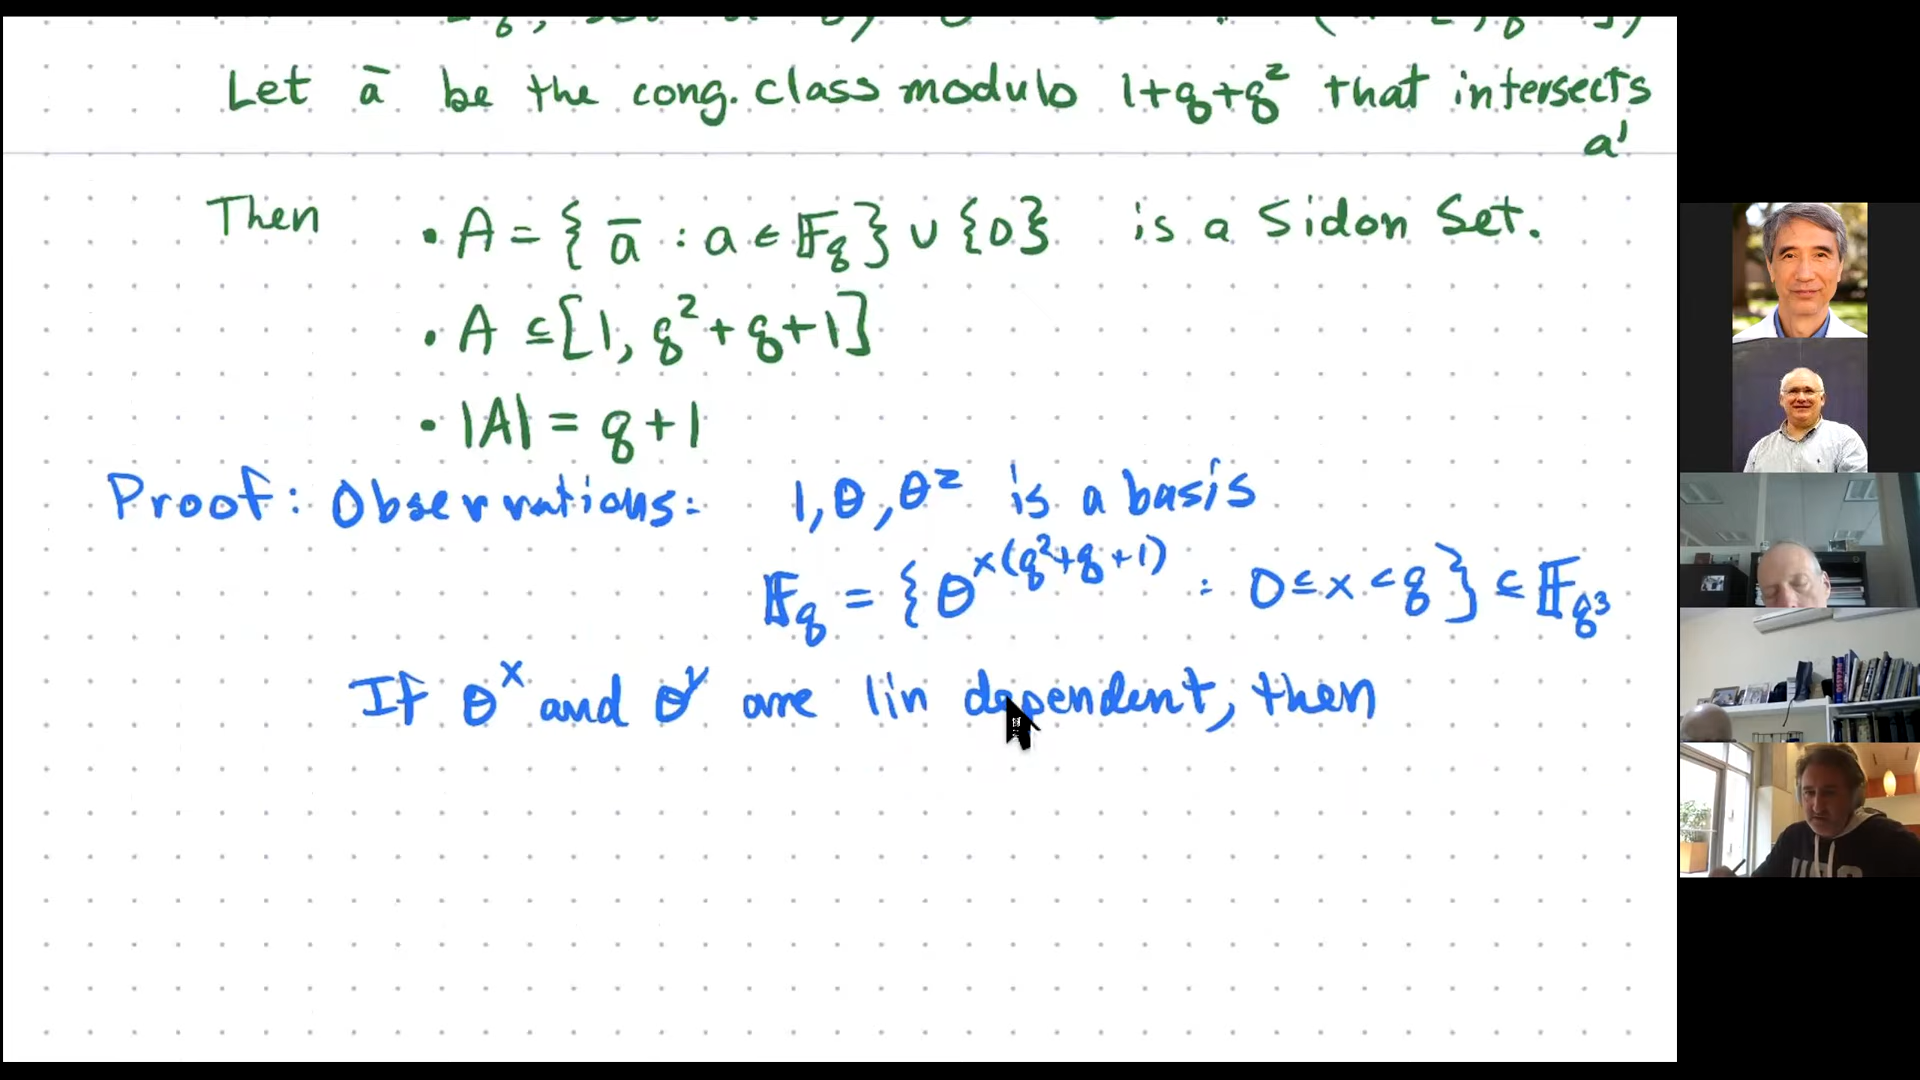 Let ā be the cong. class modulo 1+q+q² that intersects
a'
Then • A = { ā : a ∈ 𝔽q } ∪ {0} is a Sidon Set.
• A ⊆ [1, q²+q+1]
• |A| = q+1
Proof: Observations: 1, θ, θ² is a basis
𝔽q = { θ^x(q²+q+1) : 0 ≤ x < q } ⊆ 𝔽q³
If θ^x and θ^y are lin dependent, then